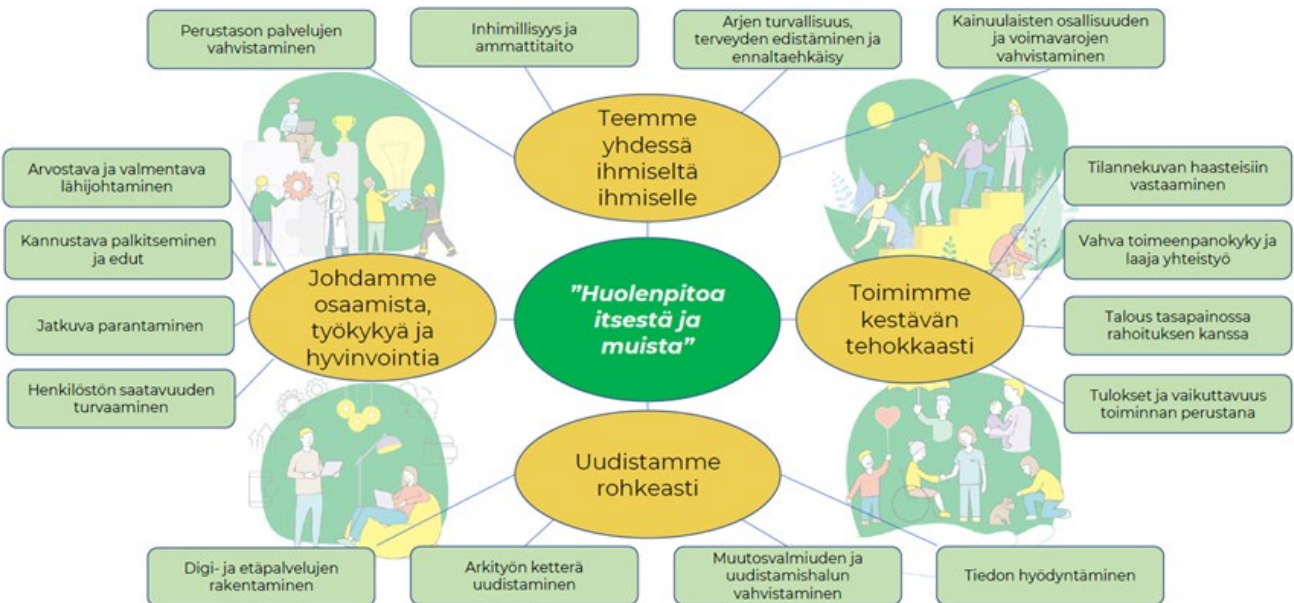 Perustason palvelujen
vahvistaminen
Inhimillisyys ja
ammattitaito
Arjen turvallisuus,
terveyden edistäminen ja
ennaltaehkäisy
Kainuulaisten osallisuuden
ja voimavarojen
vahvistaminen
Teemme
yhdessä
ihmiseltä
ihmiselle
Arvostava ja valmentava
lähijohtaminen
Kannustava palkitseminen
ja edut
Jatkuva parantaminen
Henkilöstön saatavuuden
turvaaminen
Johdamme
osaamista,
työkykyä ja
hyvinvointia
"Huolenpitoa
itsestä ja
muista"
Toimimme
kestävän
tehokkaasti
Tilannekuvan haasteisiin
vastaaminen
Vahva toimeenpanokyky ja
laaja yhteistyö
Talous tasapainossa
rahoituksen kanssa
Tulokset ja vaikuttavuus
toiminnan perustana
Uudistamme
rohkeasti
Digi- ja etäpalvelujen
rakentaminen
Arkityön ketterä
uudistaminen
Muutosvalmiuden ja
uudistamishalun
vahvistaminen
Tiedon hyödyntäminen